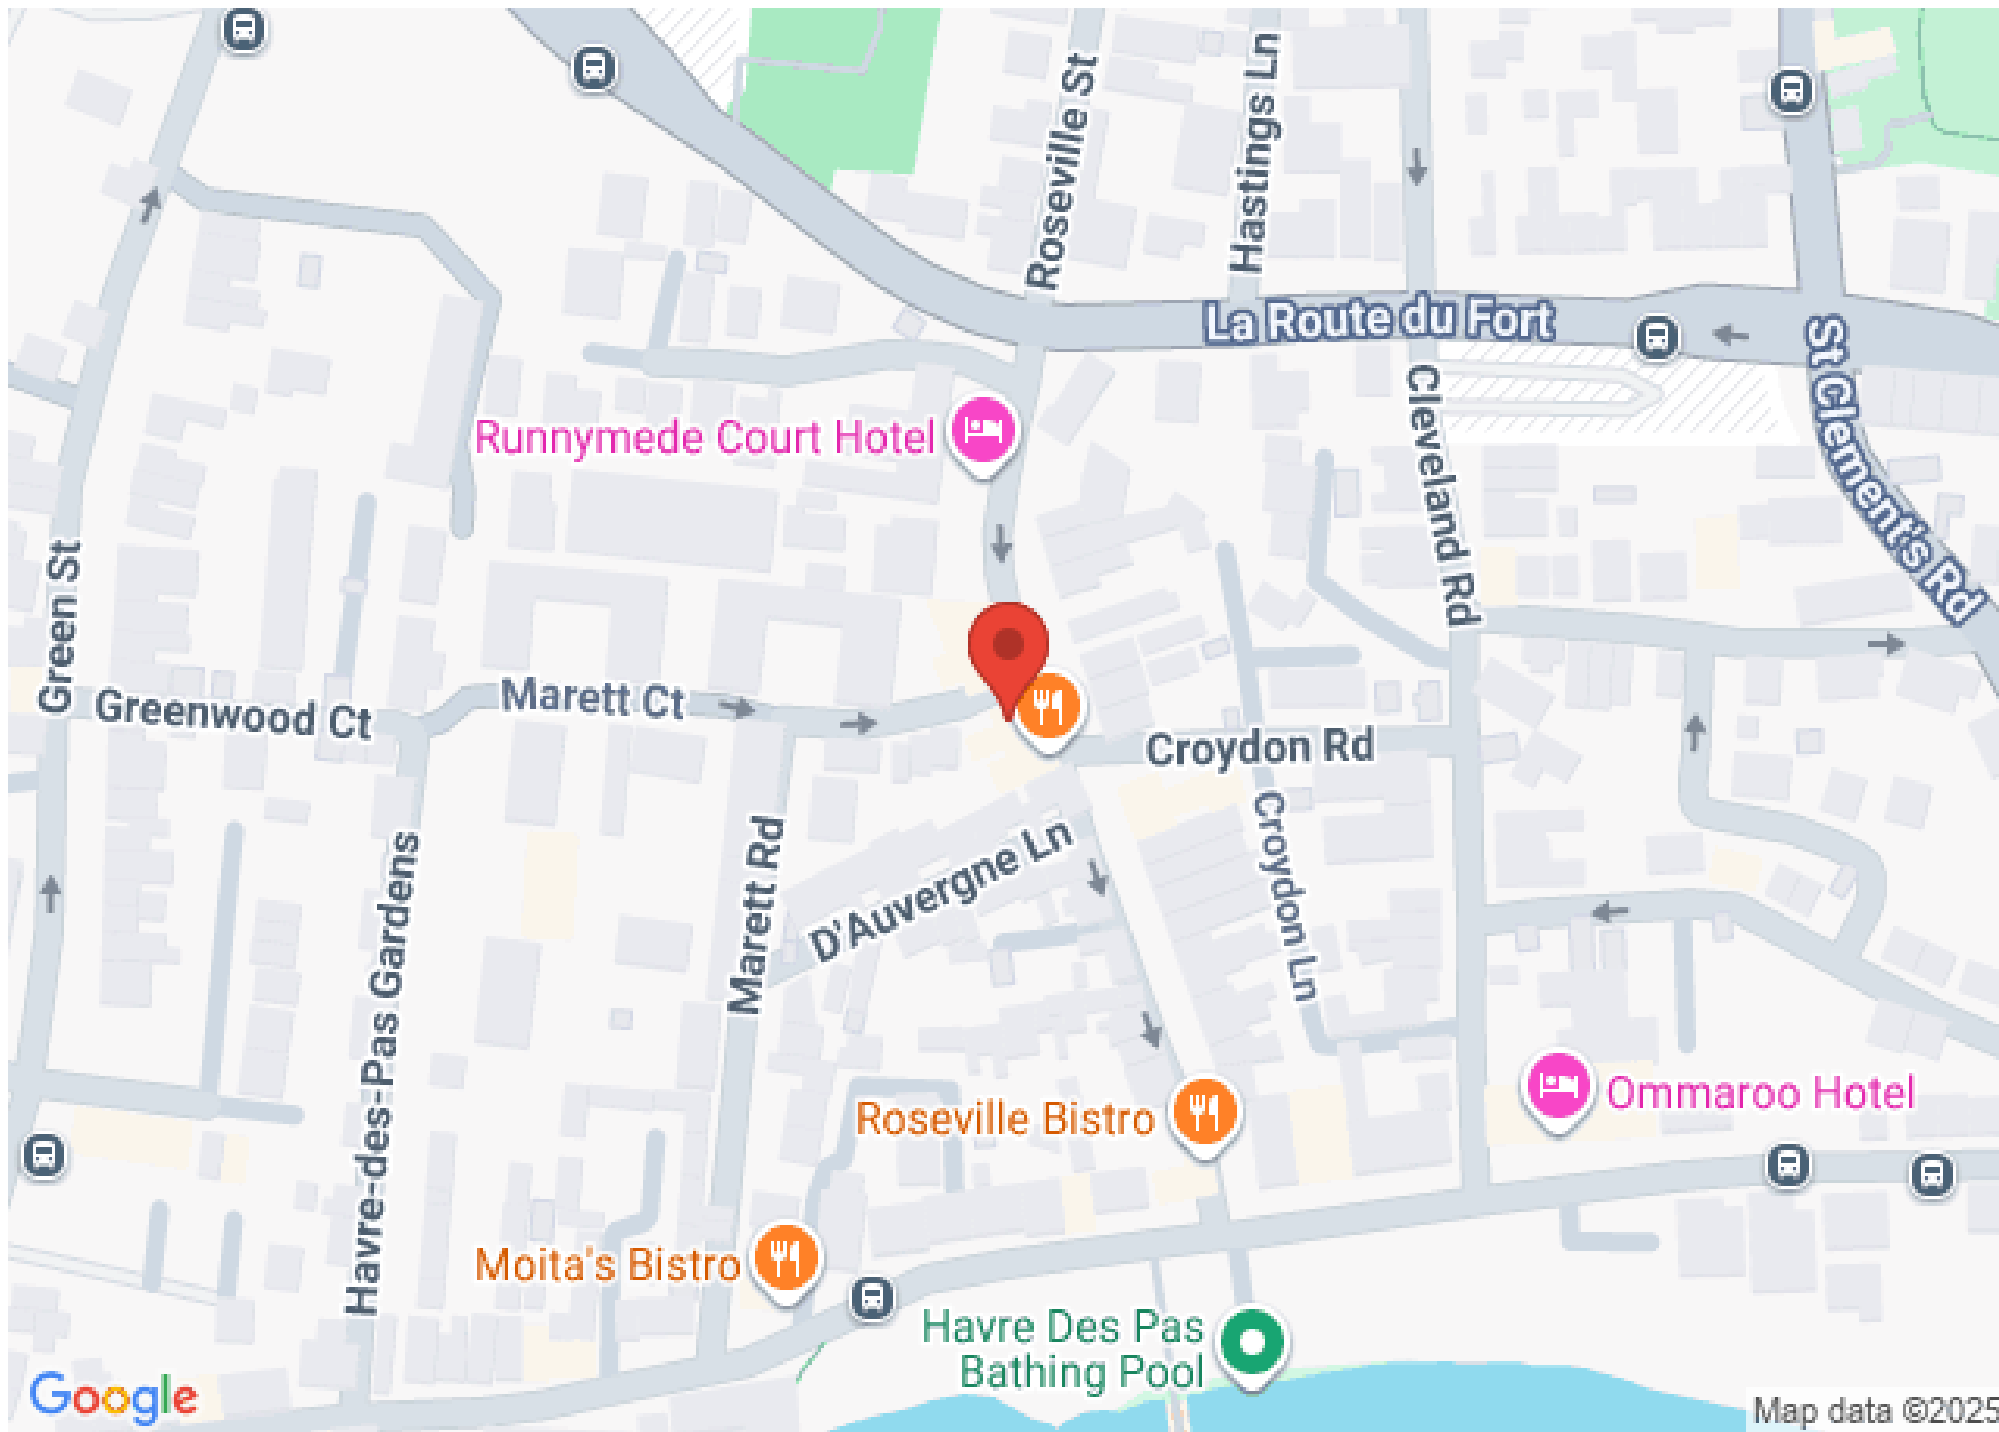 Roseville St
Hastings Ln
La Route du Fort
St Clement's Rd
Cleveland Rd
Runnymede Court Hotel
Green St
Greenwood Ct
Marett Ct
Croydon Rd
Croydon Ln
D'Auvergne Ln
Marett Rd
Havre-des-Pas Gardens
Roseville Bistro
Ommaroo Hotel
Moita's Bistro
Havre Des Pas
Bathing Pool
Google
Map data ©2025